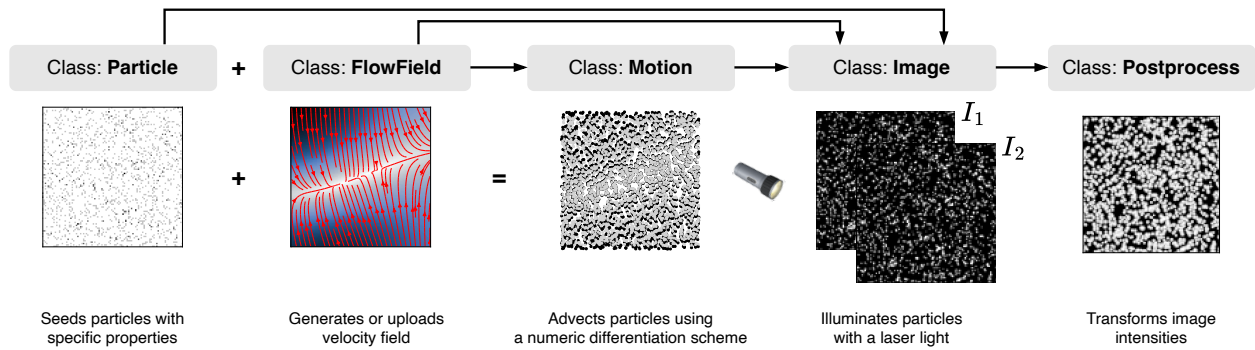 Class: Particle
+
Class: FlowField
Class: Motion
Class: Image
Class: Postprocess
+
=
I1
I2
Seeds particles with
specific properties
Generates or uploads
velocity field
Advects particles using
a numeric differentiation scheme
Illuminates particles
with a laser light
Transforms image
intensities